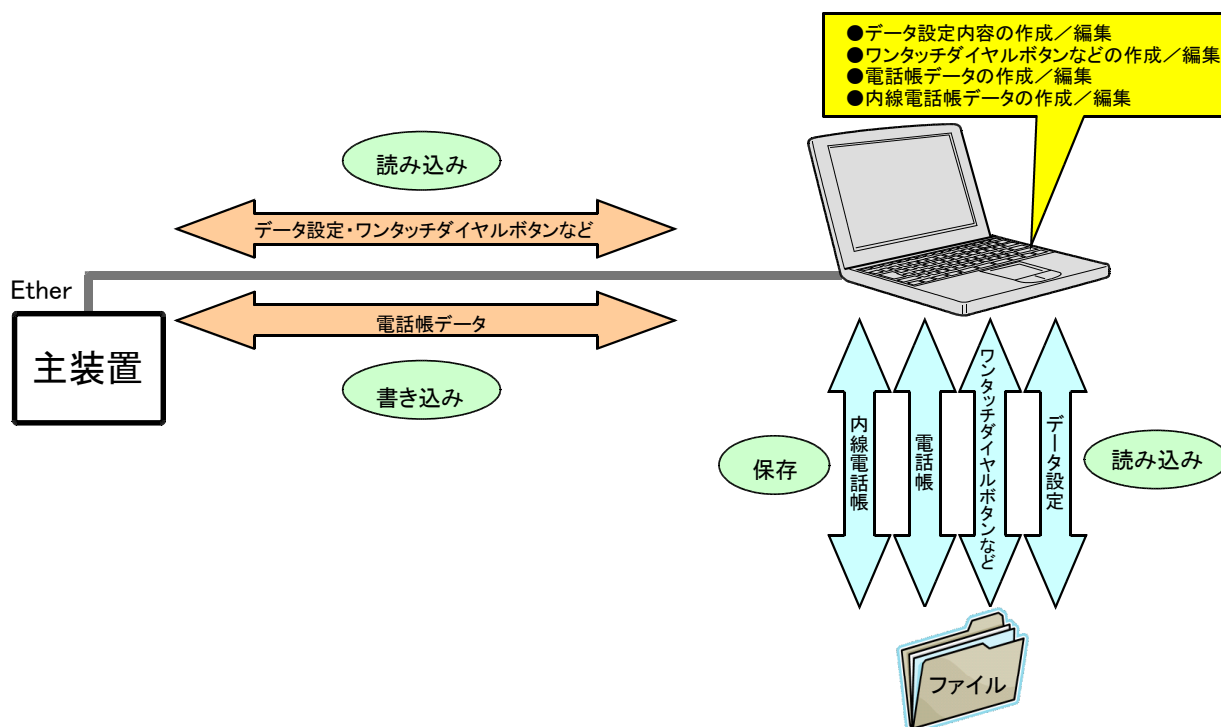 ●データ設定内容の作成／編集
●ワンタッチダイヤルボタンなどの作成／編集
●電話帳データの作成／編集
●内線電話帳データの作成／編集
読み込み
データ設定・ワンタッチダイヤルボタンなど
Ether
電話帳データ
主装置
書き込み
保存
内線電話帳
電話帳
ワンタッチダイヤルボタンなど
データ設定
読み込み
ファイル